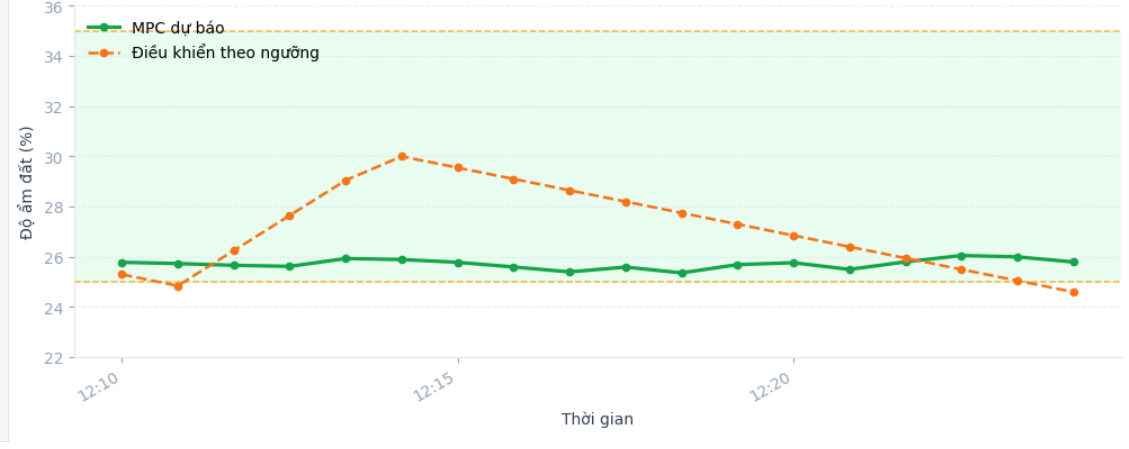 36
MPC dự báo
34
Điều khiển theo ngưỡng
32
30
28
26
24
22
Độ ẩm đất (%)
12:10
12:15
12:20
Thời gian